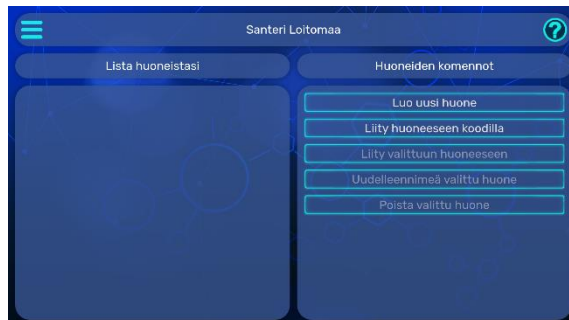 Santeri Loitomaa
?
Lista huoneistasi
Huoneiden komennot
Luo uusi huone
Liity huoneeseen koodilla
Liity valittuun huoneeseen
Uudelleennimeä valittu huone
Poista valittu huone